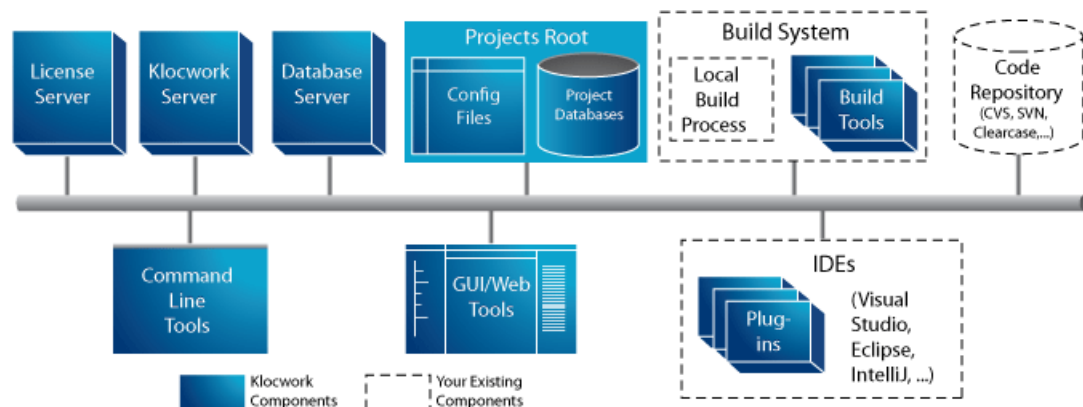 License
Server
Klocwork
Server
Database
Server
Projects Root
Config
Files
Project
Databases
Build System
Local
Build
Process
Build
Tools
Code
Repository
(CVS, SVN,
Clearcase,...)
Command
Line
Tools
GUI/Web
Tools
IDEs
Plug-
ins
(Visual
Studio,
Eclipse,
IntelliJ, ...)
Klocwork
Components
Your Existing
Components